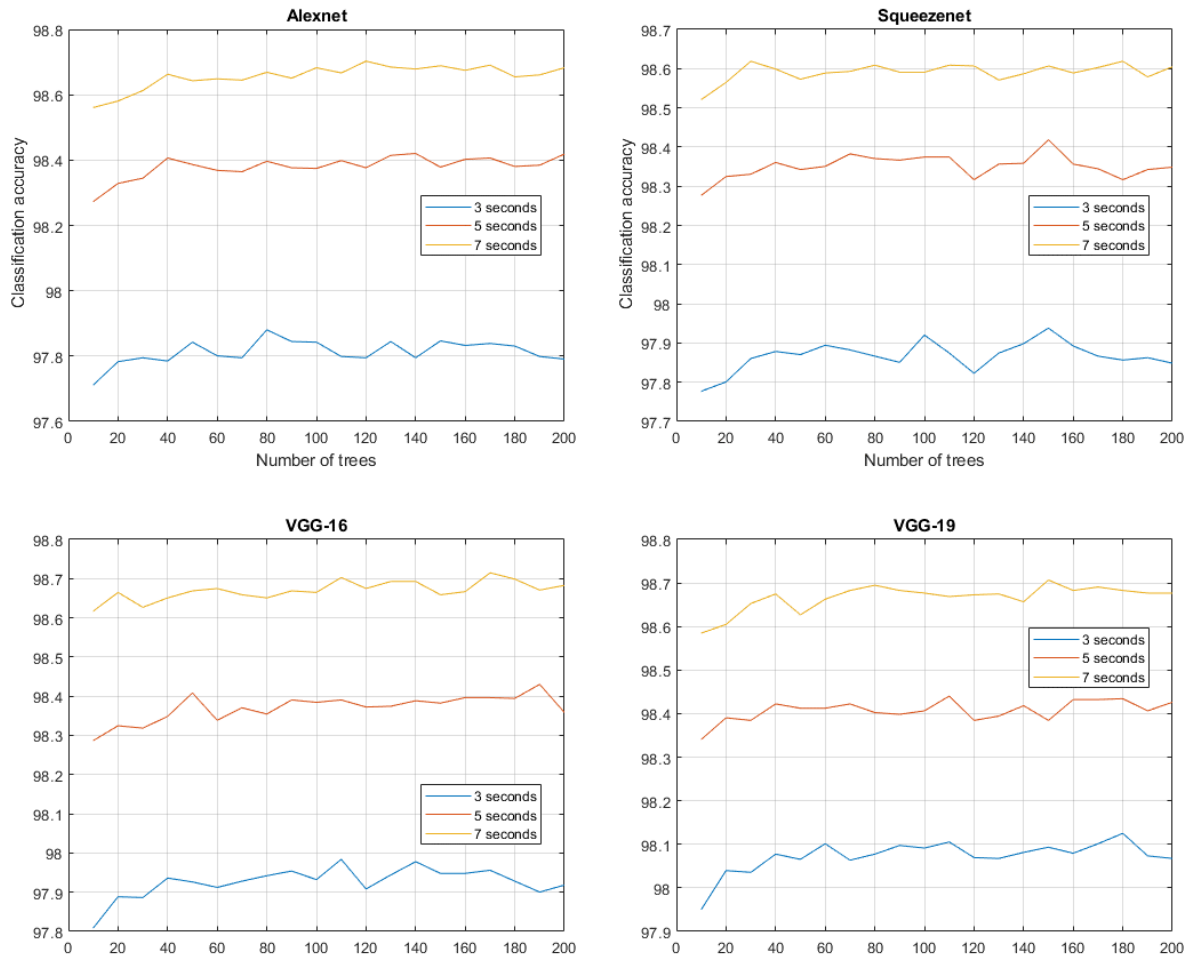 Alexnet
98.8
98.6
98.4
98.2
98
97.8
97.6
Classification accuracy
3 seconds
5 seconds
7 seconds
0 20 40 60 80 100 120 140 160 180 200
Number of trees
Squeezenet
98.7
98.6
98.5
98.4
98.3
98.2
98.1
98
97.9
97.8
97.7
Classification accuracy
3 seconds
5 seconds
7 seconds
0 20 40 60 80 100 120 140 160 180 200
Number of trees
VGG-16
98.8
98.7
98.6
98.5
98.4
98.3
98.2
98.1
98
97.9
97.8
3 seconds
5 seconds
7 seconds
0 20 40 60 80 100 120 140 160 180 200
VGG-19
98.8
98.7
98.6
98.5
98.4
98.3
98.2
98.1
98
97.9
3 seconds
5 seconds
7 seconds
0 20 40 60 80 100 120 140 160 180 200